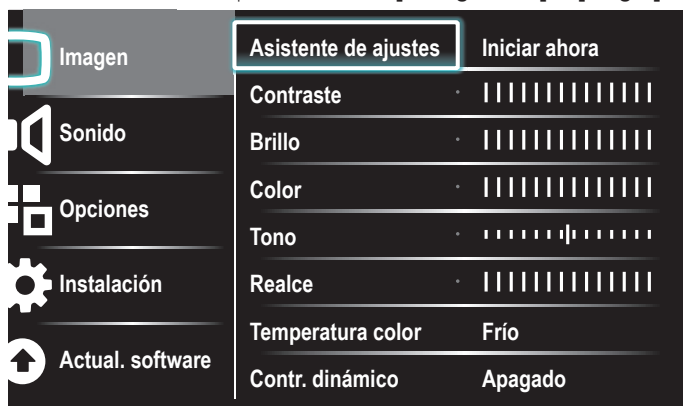 Imagen
Sonido
Opciones
Instalación
Actual. software
Asistente de ajustes Iniciar ahora
Contraste
Brillo
Color
Tono
Realce
Temperatura color Frío
Contr. dinámico Apagado